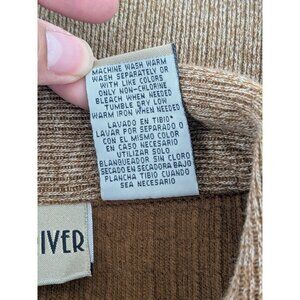 MACHINE WASH WARM
WASH SEPARATELY OR
WITH LIKE COLORS
ONLY NON-CHLORINE
BLEACH WHEN NEEDED
TUMBLE DRY LOW
WARM IRON WHEN NEEDED
LAVADO EN TIBIO
LAVAR POR SEPARADO O
CON EL MISMO COLOR
EN CASO NECESARIO
UTILIZAR SOLO
BLANQUEADOR SIN CLORO
SECADO EN SECADORA BAJO
PLANCHA TIBIO CUANDO
SEA NECESARIO
IVER